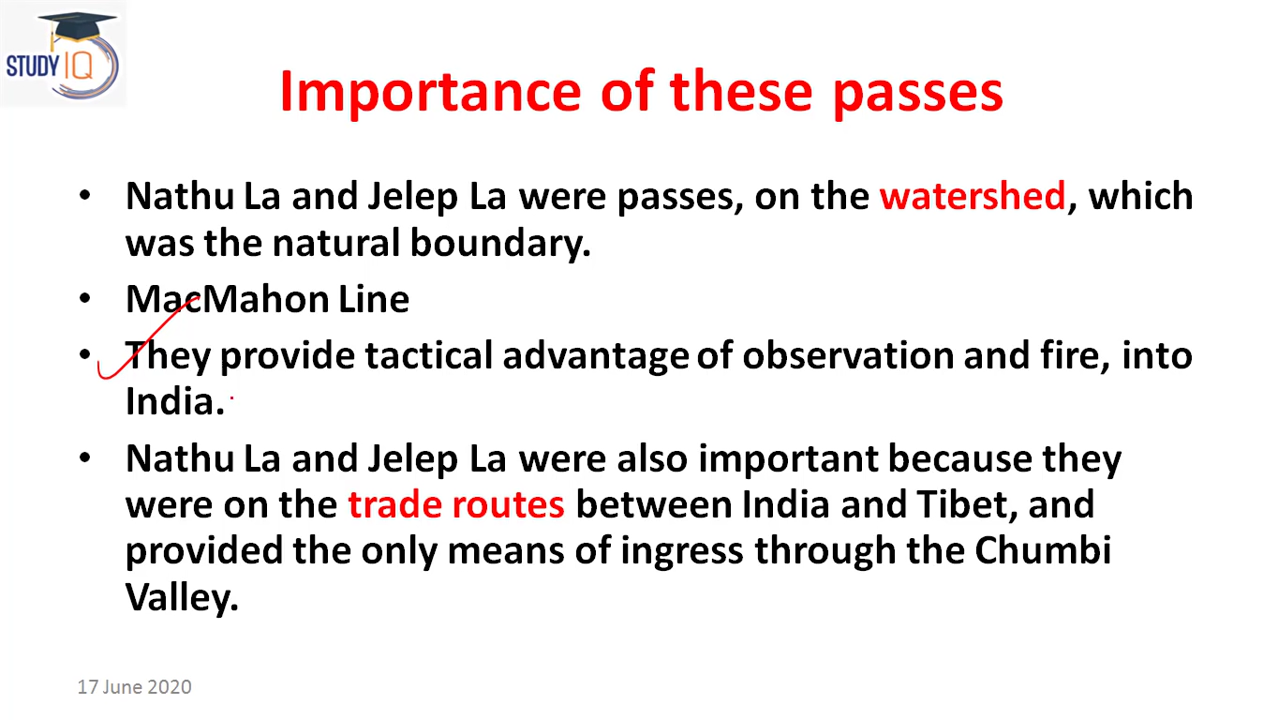 STUDY IQ
Importance of these passes
• Nathu La and Jelep La were passes, on the watershed, which
was the natural boundary.
• MacMahon Line
• They provide tactical advantage of observation and fire, into
India.
• Nathu La and Jelep La were also important because they
were on the trade routes between India and Tibet, and
provided the only means of ingress through the Chumbi
Valley.
17 June 2020